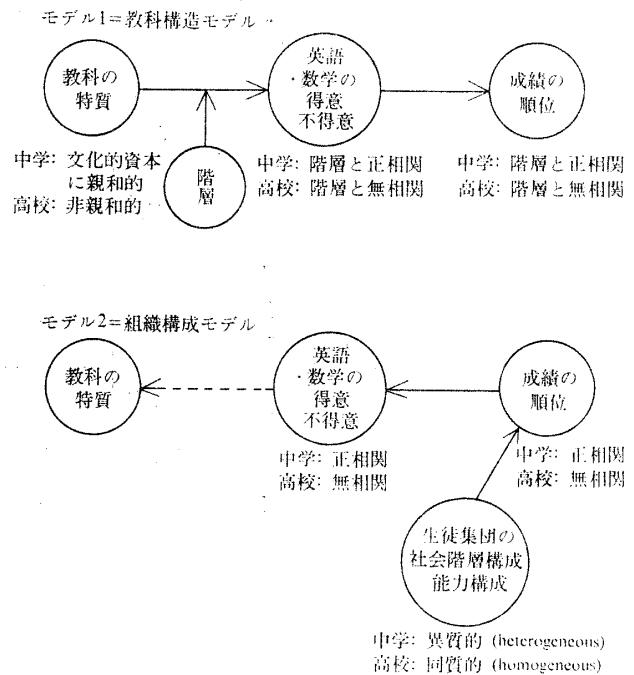 モデル1=教科構造モデル
教科の
特質
英語
・数学の
得意
不得意
成績の
順位
中学: 文化的資本
に親和的
高校: 非親和的
階
層
中学: 階層と正相関
高校: 階層と無相関
中学: 階層と正相関
高校: 階層と無相関
モデル2=組織構成モデル
教科の
特質
英語
・数学の
得意
不得意
成績の
順位
中学: 正相関
高校: 無相関
中学: 正相関
高校: 無相関
生徒集団の
社会階層構成
能力構成
中学: 異質的 (heterogeneous)
高校: 同質的 (homogeneous)